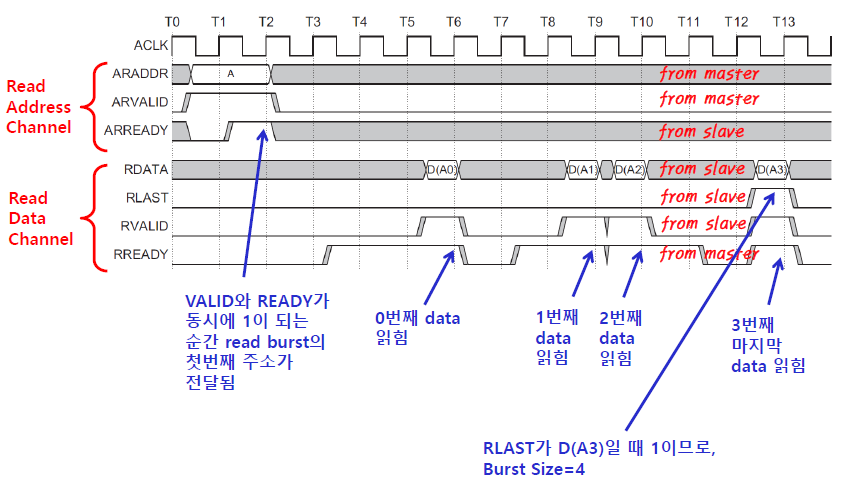 T0 T1 T2 T3 T4 T5 T6 T7 T8 T9 T10 T11 T12 T13
ACLK
Read
Address
Channel
ARADDR
A
from master
ARVALID
from master
ARREADY
from slave
Read
Data
Channel
RDATA
D(A0)
D(A1)
D(A2)
from slave
D(A3)
RLAST
from slave
RVALID
from slave
RREADY
from master
VALID와 READY가
동시에 1이 되는
순간 read burst의
첫번째 주소가
전달됨
0번째 data
읽힘
1번째
data
읽힘
2번째
data
읽힘
3번째
마지막
data 읽힘
RLAST가 D(A3)일 때 1이므로,
Burst Size=4